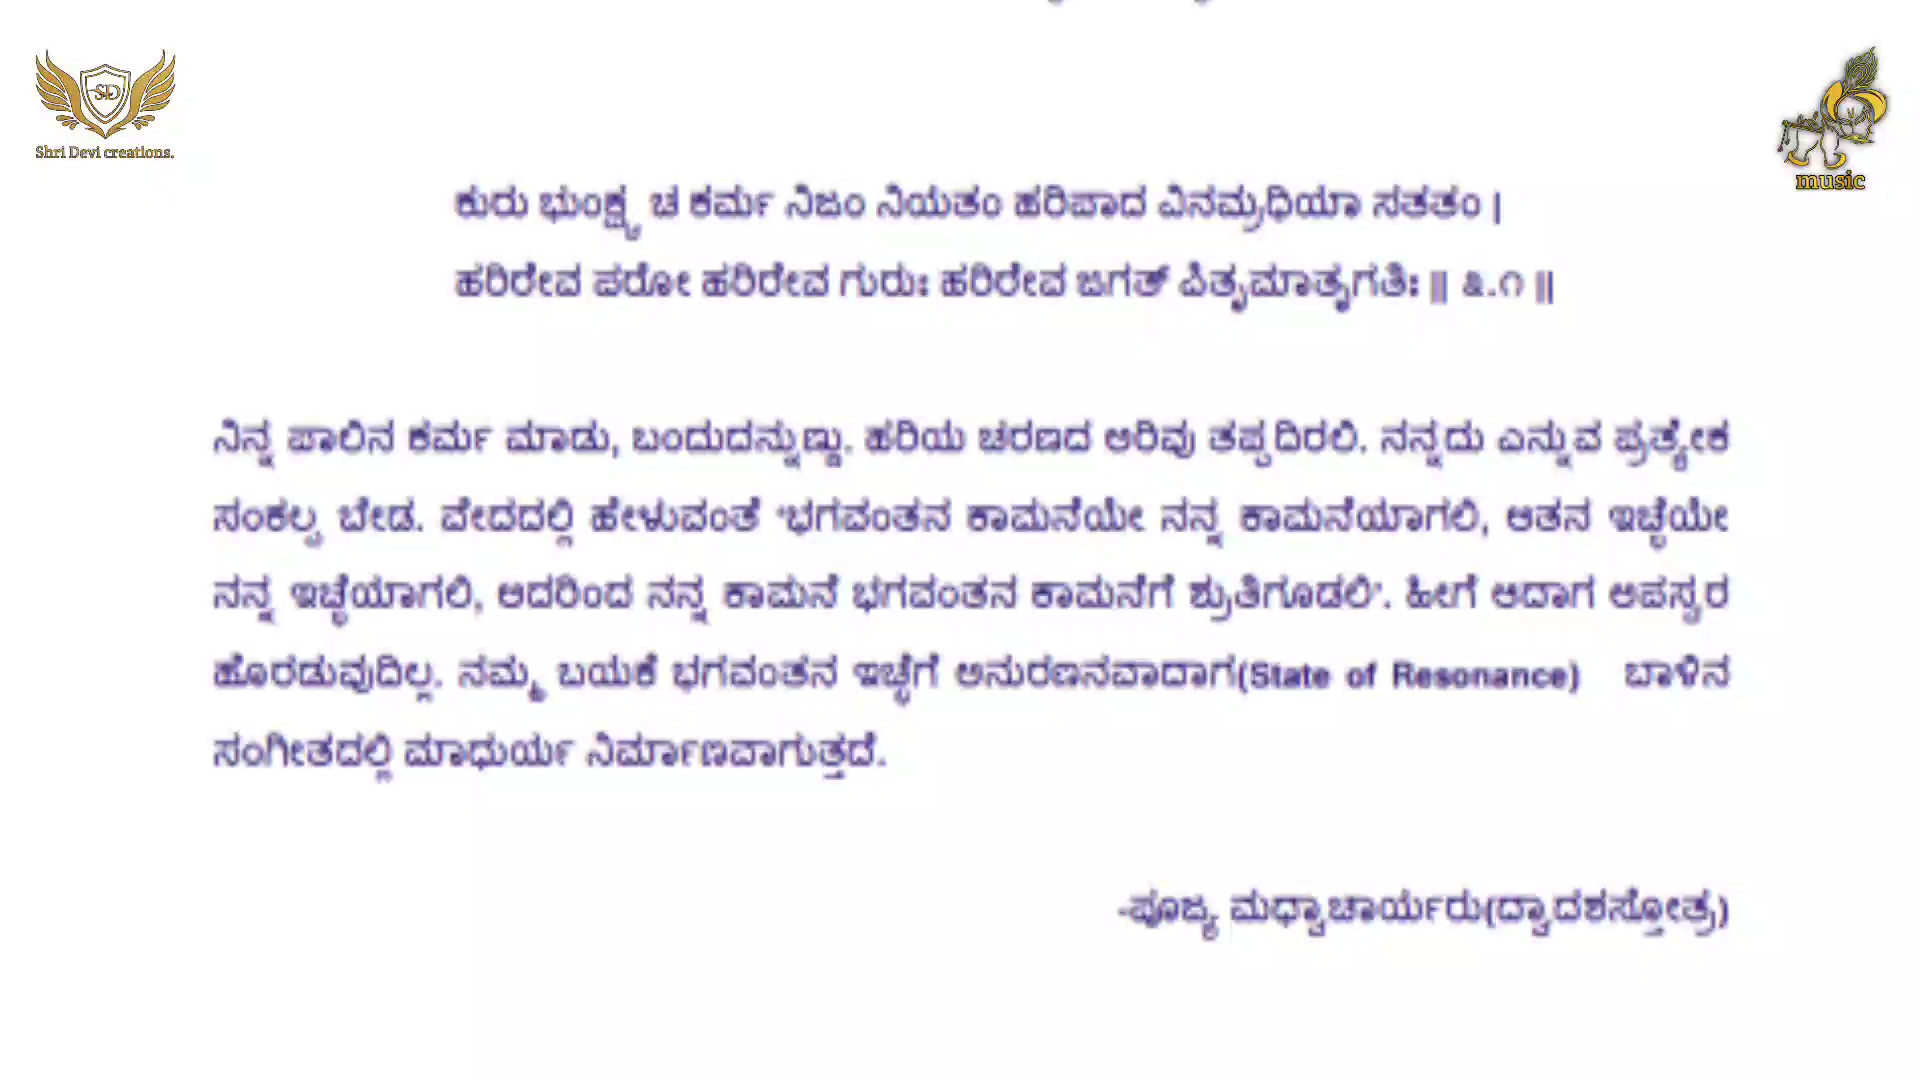 Shri Devi creations.
music
ಕುರು ಭುಂಕ್ಷ್ವ ಚ ಕರ್ಮ ನಿಜಂ ನಿಯತಂ ಹರಿಪಾದ ವಿನಮ್ರಧಿಯಾ ಸತತಂ |
ಹರಿರೇವ ಪರೋ ಹರಿರೇವ ಗುರುಃ ಹರಿರೇವ ಜಗತ್ ಪಿತೃಮಾತೃಗತಿಃ || ೩.೧ ||
ನಿನ್ನ ಪಾಲಿನ ಕರ್ಮ ಮಾಡು, ಬಂದುದನ್ನುಣ್ಣು. ಹರಿಯ ಚರಣದ ಅರಿವು ತಪ್ಪದಿರಲಿ. ನನ್ನದು ಎನ್ನುವ ಪ್ರತ್ಯೇಕ
ಸಂಕಲ್ಪ ಬೇಡ. ವೇದದಲ್ಲಿ ಹೇಳುವಂತೆ ‘ಭಗವಂತನ ಕಾಮನೆಯೇ ನನ್ನ ಕಾಮನೆಯಾಗಲಿ, ಆತನ ಇಚ್ಛೆಯೇ
ನನ್ನ ಇಚ್ಛೆಯಾಗಲಿ, ಆದರಿಂದ ನನ್ನ ಕಾಮನೆ ಭಗವಂತನ ಕಾಮನೆಗೆ ಶ್ರುತಿಗೂಡಲಿ’. ಹೀಗೆ ಆದಾಗ ಅಪಸ್ವರ
ಹೊರಡುವುದಿಲ್ಲ. ನಮ್ಮ ಬಯಕೆ ಭಗವಂತನ ಇಚ್ಛೆಗೆ ಅನುರಣನವಾದಾಗ(State of Resonance) ಬಾಳಿನ
ಸಂಗೀತದಲ್ಲಿ ಮಾಧುರ್ಯ ನಿರ್ಮಾಣವಾಗುತ್ತದೆ.
-ಪೂಜ್ಯ ಮಧ್ವಾಚಾರ್ಯರು(ದ್ವಾದಶಸ್ತೋತ್ರ)